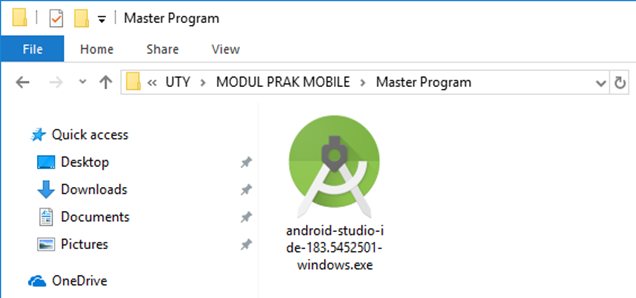 Master Program
File Home Share View
UTY MODUL PRAK MOBILE Master Program
Quick access
Desktop
Downloads
Documents
Pictures
OneDrive
android-studio-i
de-183.5452501-
windows.exe